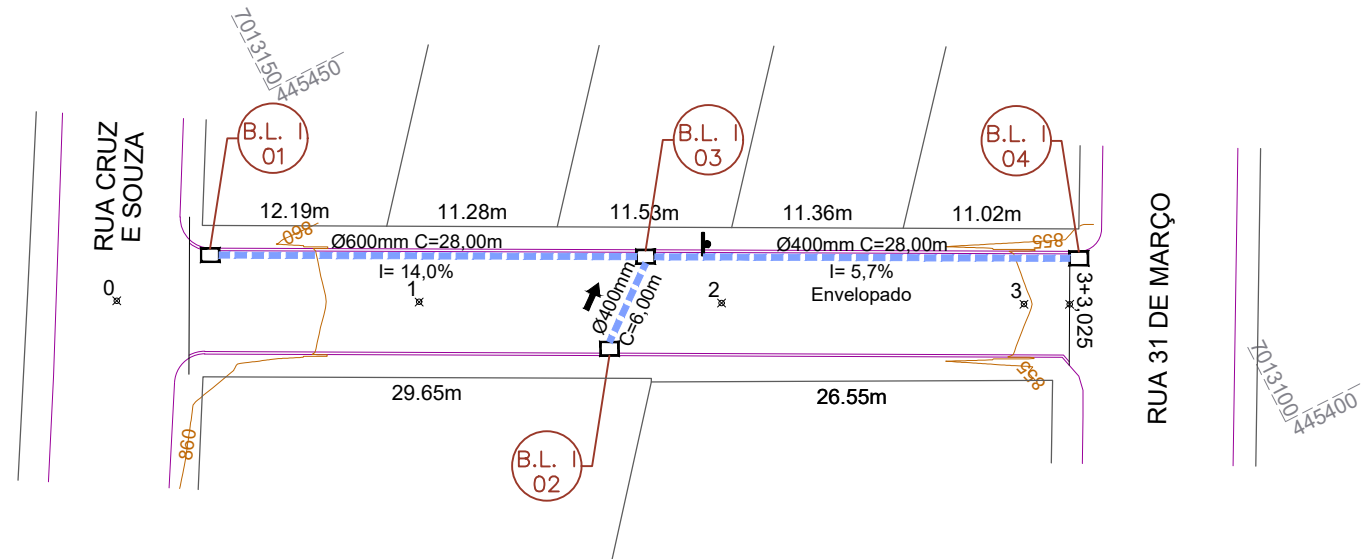 7013150
445450
B.L. I
01
B.L. I
03
B.L. I
04
RUA CRUZ
E SOUZA
12.19m
11.28m
11.53m
11.36m
11.02m
860
Ø600mm C=28,00m
I= 14,0%
Ø400mm C=28,00m
I= 5,7%
Envelopado
855
Ø400mm
C=6,00m
0
1
2
3
3+3,025
RUA 31 DE MARÇO
29.65m
26.55m
855
860
B.L. I
02
7013100
445400